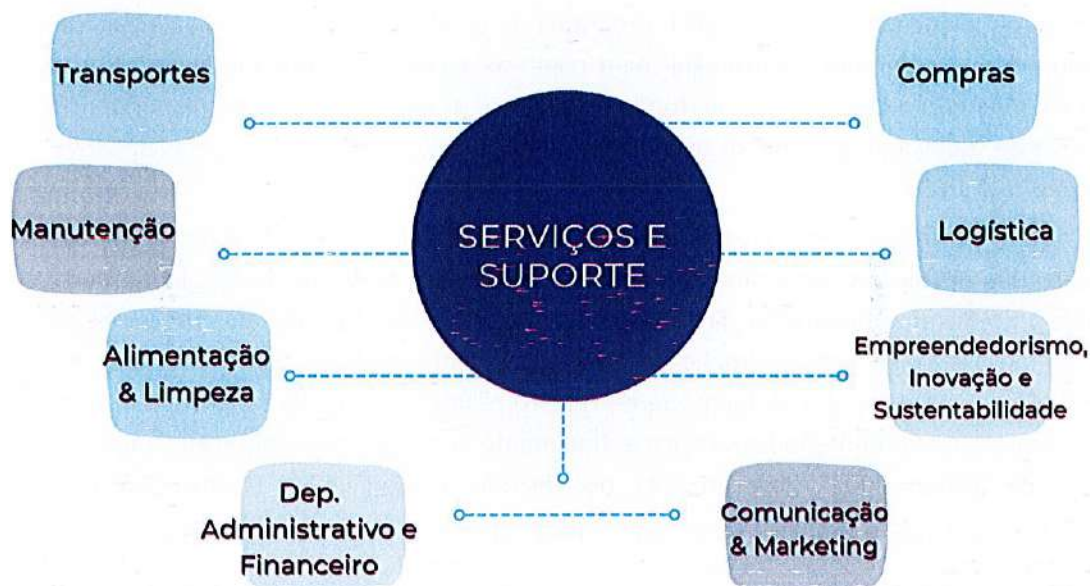 Transportes
Compras
Manutenção
SERVIÇOS E
SUPORTE
Logística
Alimentação
& Limpeza
Empreendedorismo,
Inovação e
Sustentabilidade
Dep.
Administrativo e
Financeiro
Comunicação
& Marketing